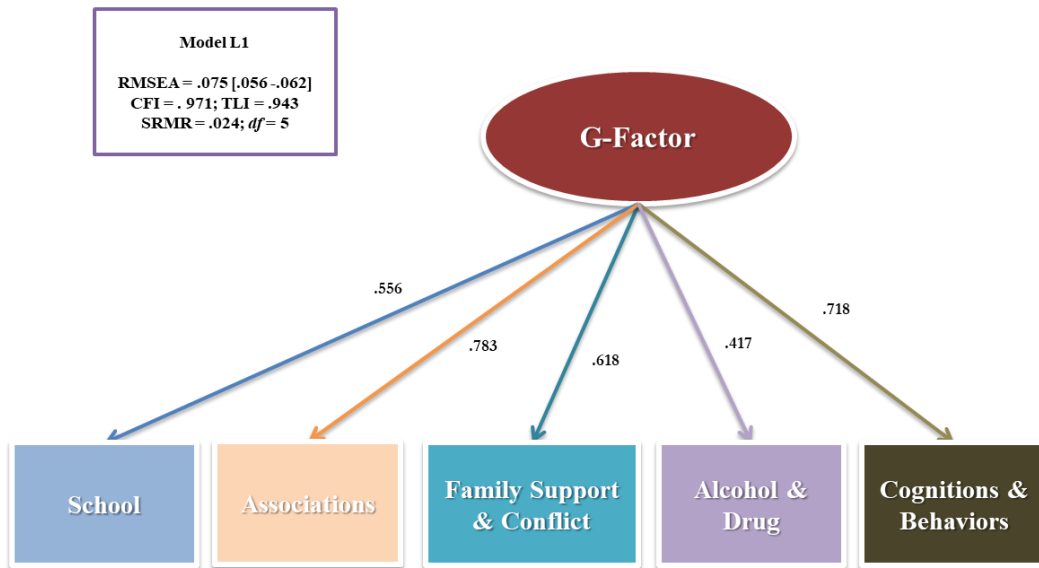 Model L1
RMSEA = .075 [.056 -.062]
CFI = . 971; TLI = .943
SRMR = .024; df = 5
G-Factor
.556
.783
.618
.417
.718
School
Associations
Family Support
& Conflict
Alcohol &
Drug
Cognitions &
Behaviors